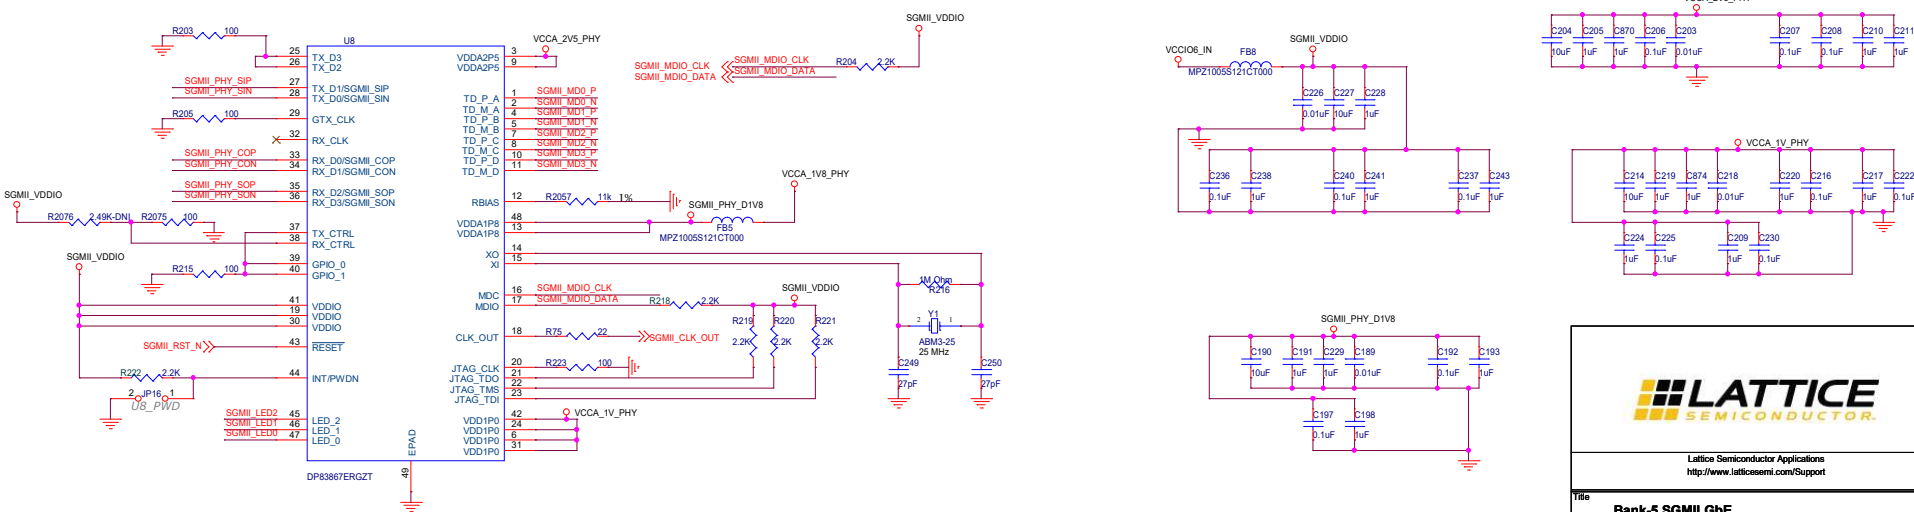 R203 100
25 TX_D3
26 TX_D2
SGMII_PHY_SIP 27 TX_D1/SGMII_SIP
SGMII_PHY_SIN 28 TX_D0/SGMII_SIN
R205 100 29 GTX_CLK
32 RX_CLK
SGMII_PHY_COP 33 RX_D0/SGMII_COP
SGMII_PHY_CON 34 RX_D1/SGMII_CON
SGMII_PHY_SOP 35 RX_D2/SGMII_SOP
SGMII_PHY_SON 36 RX_D3/SGMII_SON
SGMII_VDDIO
R2076 2.49K-DNL R2075 100
37 TX_CTRL
38 RX_CTRL
SGMII_VDDIO
39 GPIO_0
R215 100 40 GPIO_1
41 VDDIO
19 VDDIO
30 VDDIO
SGMII_RST_N 43 RESET
R222 2.2K 44 INT/PWDN
2 JP16 1
U8_PWD
SGMII_LED2 45 LED_2
SGMII_LED1 46 LED_1
SGMII_LED0 47 LED_0
U8
EPAD
49
DP83867ERGZT
VCCA_2V5_PHY
VDDA2P5 3
VDDA2P5 9
TD_P_A 1 SGMII_MD0_P
TD_M_A 2 SGMII_MD0_N
TD_P_B 4 SGMII_MD1_P
TD_M_B 5 SGMII_MD1_N
TD_P_C 7 SGMII_MD2_P
TD_M_C 8 SGMII_MD2_N
TD_P_D 10 SGMII_MD3_P
TD_M_D 11 SGMII_MD3_N
RBIAS 12 R2057 11k 1%
VDDA1P8 48
VDDA1P8 13
SGMII_PHY_D1V8
FB5
MPZ1005S121CT000
VCCA_1V8_PHY
XO 14
XI 15
MDC 16 SGMII_MDIO_CLK
MDIO 17 SGMII_MDIO_DATA R218 2.2K
SGMII_VDDIO
R219 R220 R221
2.2K 2.2K 2.2K
CLK_OUT 18 R75 22 SGMII_CLK_OUT
JTAG_CLK 20 R223 100
JTAG_TDO 21
JTAG_TMS 22
JTAG_TDI 23
VDD1P0 42 VCCA_1V_PHY
VDD1P0 24
VDD1P0 6
VDD1P0 31
SGMII_VDDIO
SGMII_MDIO_CLK SGMII_MDIO_CLK R204 2.2K
SGMII_MDIO_DATA SGMII_MDIO_DATA
1M Ohm
R216
Y1
2 1
ABM3-25
25 MHz
C249 C250
27pF 27pF
VCCIO6_IN FB8 SGMII_VDDIO
MPZ1005S121CT000
C226 C227 C228
0.01uF 10uF 1uF
C236 C238 C240 C241 C237 C243
0.1uF 1uF 0.1uF 1uF 0.1uF 1uF
SGMII_PHY_D1V8
C190 C191 C229 C189 C192 C193
10uF 1uF 1uF 0.01uF 0.1uF 1uF
C197 C198
0.1uF 1uF
C204 C205 C870 C206 C203 C207 C208 C210 C211
10uF 1uF 1uF 0.1uF 0.01uF 0.1uF 0.1uF 1uF 1uF
VCCA_1V_PHY
C214 C219 C874 C218 C220 C216 C217 C222
10uF 1uF 1uF 0.01uF 1uF 0.1uF 1uF 0.1uF
C224 C225 C209 C230
1uF 0.1uF 1uF 0.1uF
LATTICE
SEMICONDUCTOR
Lattice Semiconductor Applications
http://www.latticesemi.com/Support
Title
Bank-5 SGMII GbE